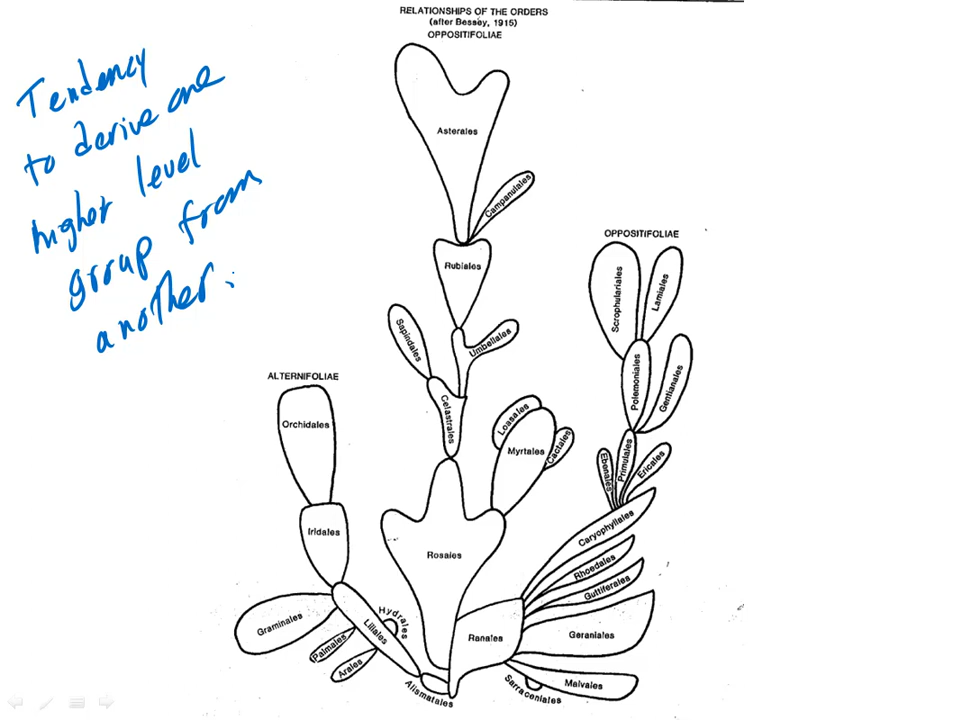 RELATIONSHIPS OF THE ORDERS
(after Bessey, 1915)
OPPOSITIFOLIAE
Tendency
to derive one
higher level
group from
another.
Asterales
Campanulales
OPPOSITIFOLIAE
Rubiales
Scrophulariales
Lamiales
Sapindales
Umbellales
Polemoniales
Gentianales
ALTERNIFOLIAE
Celastrales
Loasales
Orchidales
Myrtales
Cactales
Ebenales
Primulales
Ericales
Iridales
Rosales
Caryophyllales
Rhoedales
Guttiferales
Graminales
Palmales
Arales
Liliales
Hydrales
Ranales
Geraniales
Alismatales
Sarraceniales
Malvales